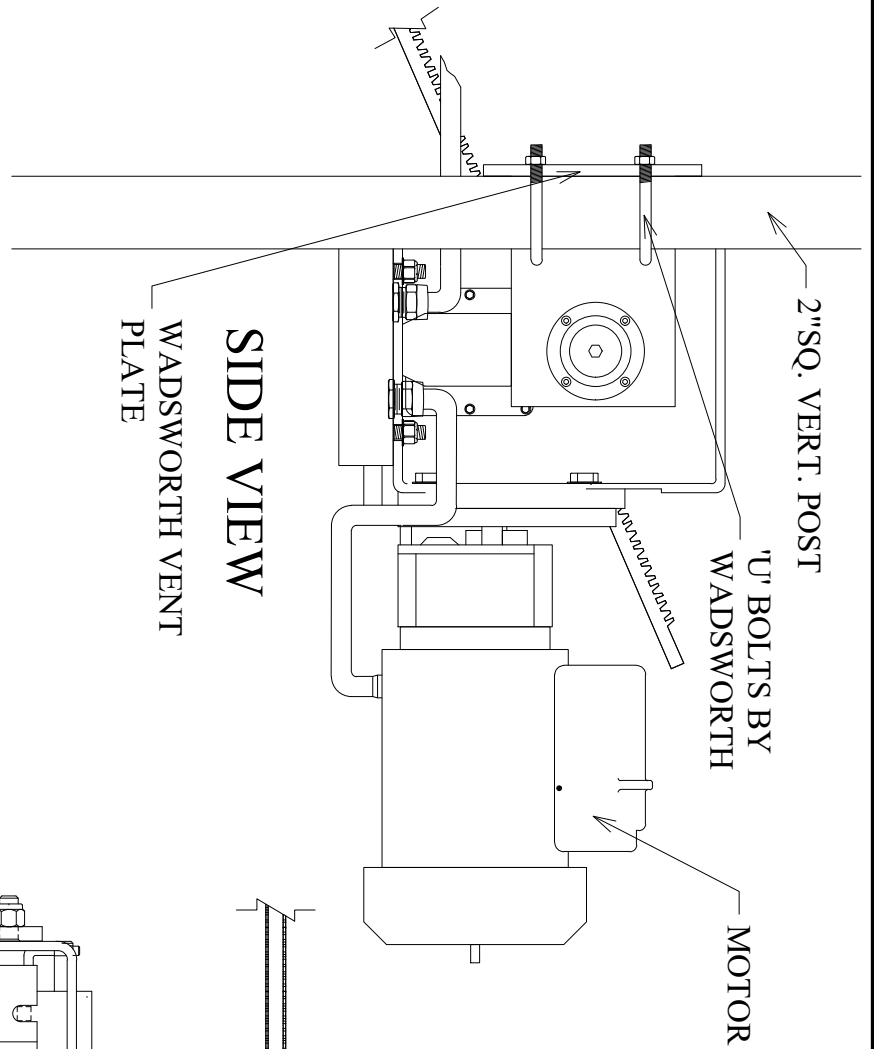 2"SQ. VERT. POST
'U' BOLTS BY
WADSWORTH
MOTOR
SIDE VIEW
WADSWORTH VENT
PLATE